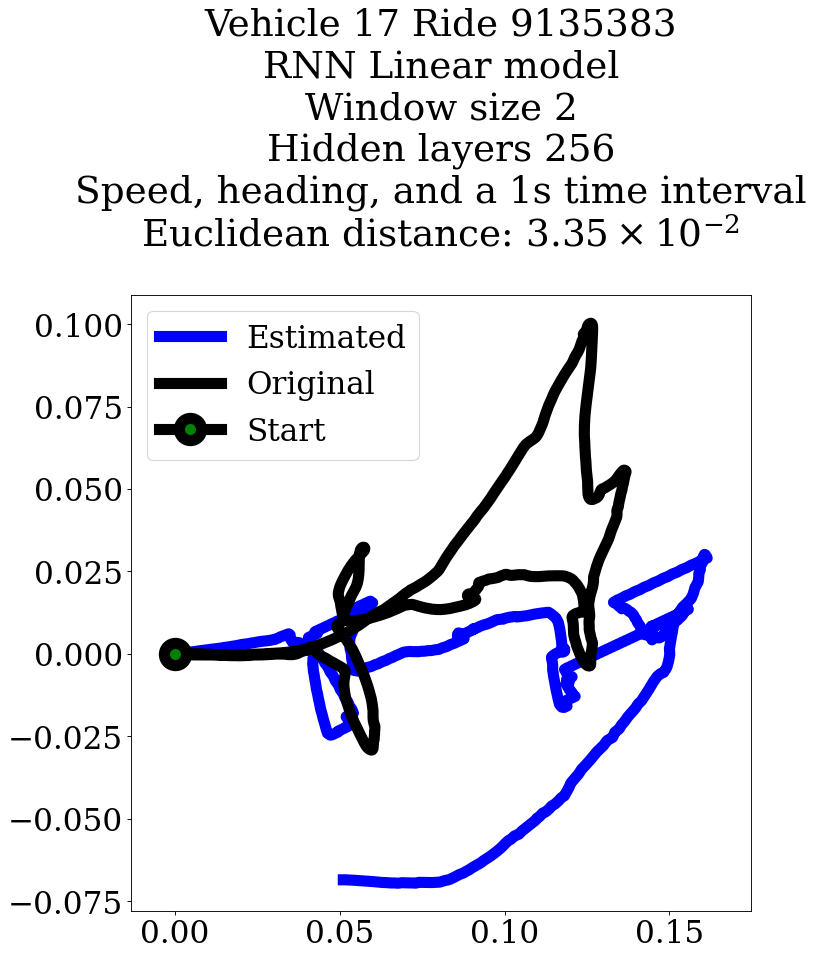 Vehicle 17 Ride 9135383
RNN Linear model
Window size 2
Hidden layers 256
Speed, heading, and a 1s time interval
Euclidean distance: 3.35 × 10⁻²
Estimated
Original
Start
0.100
0.075
0.050
0.025
0.000
−0.025
−0.050
−0.075
0.00 0.05 0.10 0.15